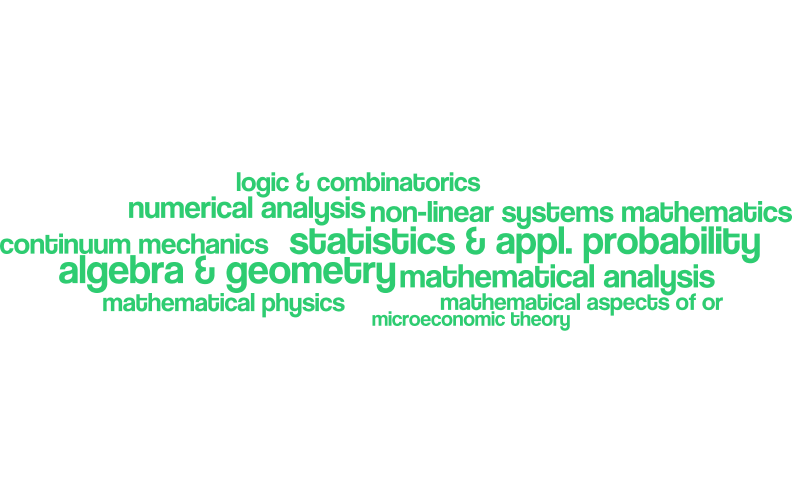 logic & combinatorics
numerical analysis
non-linear systems mathematics
continuum mechanics
statistics & appl. probability
algebra & geometry
mathematical analysis
mathematical physics
mathematical aspects of or
microeconomic theory